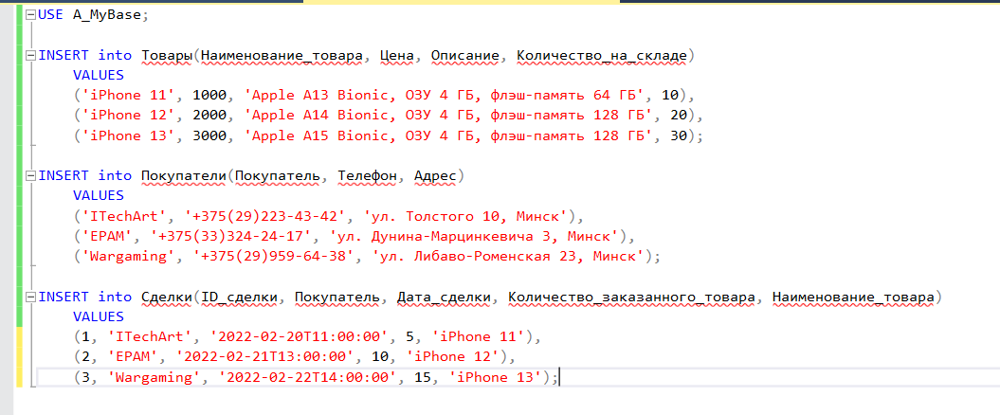 USE A_MyBase;
INSERT into Товары(Наименование_товара, Цена, Описание, Количество_на_складе)
VALUES
('iPhone 11', 1000, 'Apple A13 Bionic, ОЗУ 4 ГБ, флэш-память 64 ГБ', 10),
('iPhone 12', 2000, 'Apple A14 Bionic, ОЗУ 4 ГБ, флэш-память 128 ГБ', 20),
('iPhone 13', 3000, 'Apple A15 Bionic, ОЗУ 4 ГБ, флэш-память 128 ГБ', 30);
INSERT into Покупатели(Покупатель, Телефон, Адрес)
VALUES
('ITechArt', '+375(29)223-43-42', 'ул. Толстого 10, Минск'),
('EPAM', '+375(33)324-24-17', 'ул. Дунина-Марцинкевича 3, Минск'),
('Wargaming', '+375(29)959-64-38', 'ул. Либаво-Роменская 23, Минск');
INSERT into Сделки(ID_сделки, Покупатель, Дата_сделки, Количество_заказанного_товара, Наименование_товара)
VALUES
(1, 'ITechArt', '2022-02-20T11:00:00', 5, 'iPhone 11'),
(2, 'EPAM', '2022-02-21T13:00:00', 10, 'iPhone 12'),
(3, 'Wargaming', '2022-02-22T14:00:00', 15, 'iPhone 13');